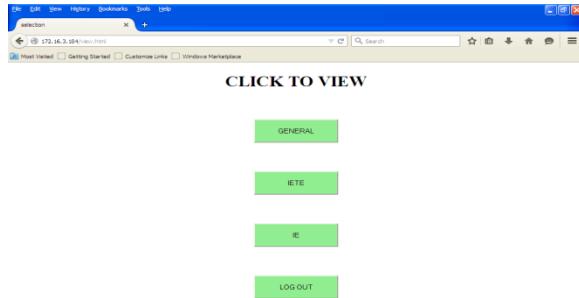 File Edit View History Bookmarks Tools Help
selection
172.16.3.184/view.html
Search
Most Visited Getting Started Customize Links Windows Marketplace
CLICK TO VIEW
GENERAL
IETE
IE
LOG OUT